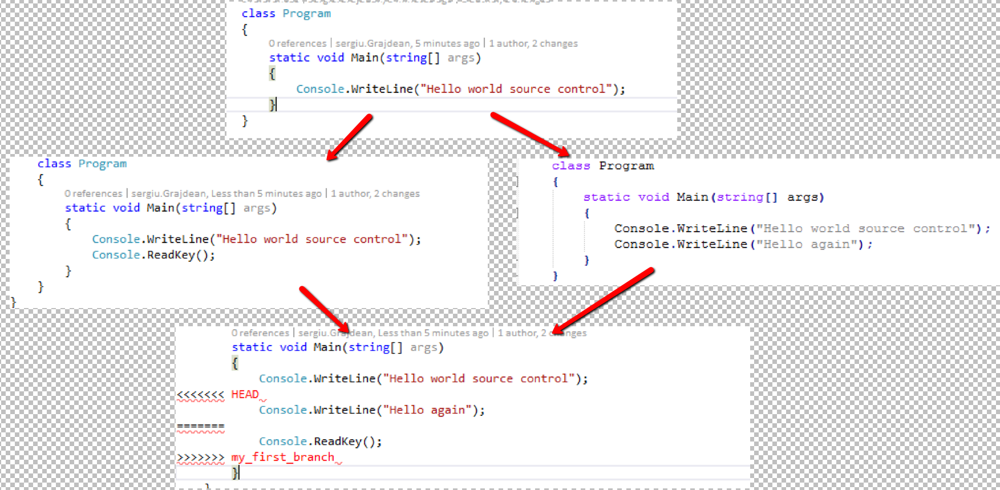 class Program
{
0 references | sergiu.Grajdean, 5 minutes ago | 1 author, 2 changes
static void Main(string[] args)
{
Console.WriteLine("Hello world source control");
}
}
class Program
{
0 references | sergiu.Grajdean, Less than 5 minutes ago | 1 author, 2 changes
static void Main(string[] args)
{
Console.WriteLine("Hello world source control");
Console.ReadKey();
}
}
}
class Program
{
static void Main(string[] args)
{
Console.WriteLine("Hello world source control");
Console.WriteLine("Hello again");
}
}
0 references | sergiu.Grajdean, Less than 5 minutes ago | 1 author, 2 changes
static void Main(string[] args)
{
Console.WriteLine("Hello world source control");
<<<<<<< HEAD
Console.WriteLine("Hello again");
=======
Console.ReadKey();
>>>>>>> my_first_branch
}
}